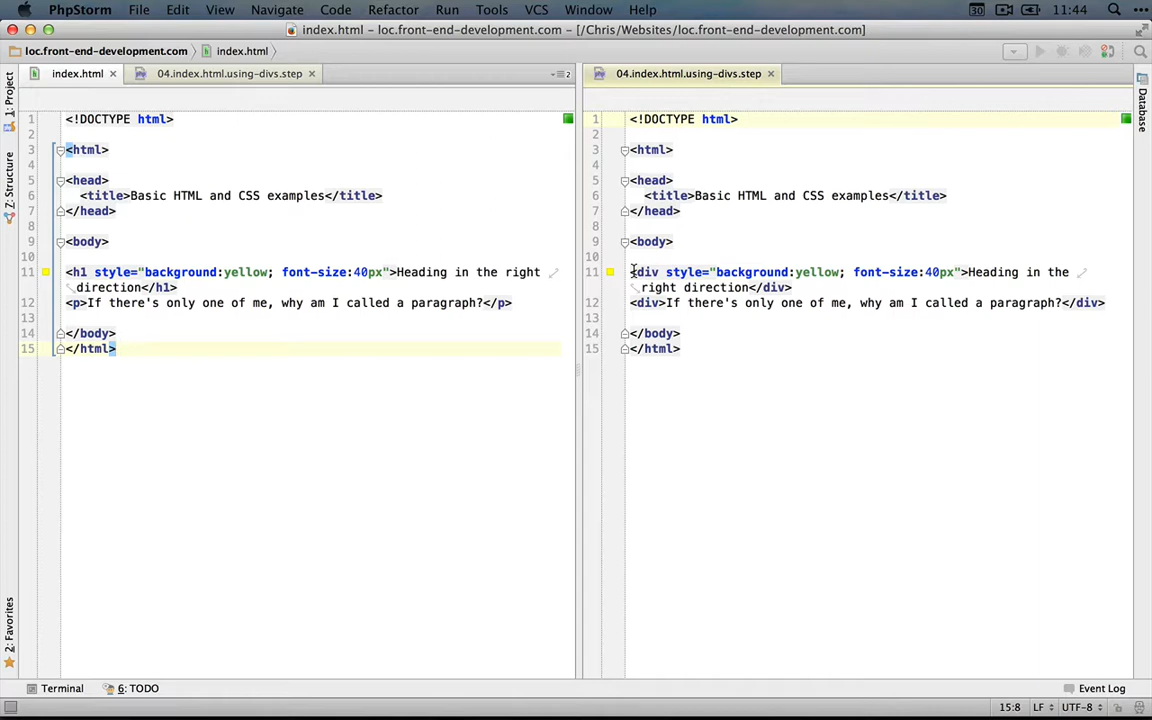 PhpStorm File Edit View Navigate Code Refactor Run Tools VCS Window Help 30 11:44
index.html - loc.front-end-development.com - [/Chris/Websites/loc.front-end-development.com]
loc.front-end-development.com index.html
1: Project
Z: Structure
2: Favorites
index.html 04.index.html.using-divs.step 2
1 <!DOCTYPE html>
2
3 <html>
4
5 <head>
6 <title>Basic HTML and CSS examples</title>
7 </head>
8
9 <body>
10
11 <h1 style="background:yellow; font-size:40px">Heading in the right
direction</h1>
12 <p>If there's only one of me, why am I called a paragraph?</p>
13
14 </body>
15 </html>
04.index.html.using-divs.step
1 <!DOCTYPE html>
2
3 <html>
4
5 <head>
6 <title>Basic HTML and CSS examples</title>
7 </head>
8
9 <body>
10
11 <div style="background:yellow; font-size:40px">Heading in the
right direction</div>
12 <div>If there's only one of me, why am I called a paragraph?</div>
13
14 </body>
15 </html>
Database
Terminal 6: TODO Event Log
15:8 LF UTF-8